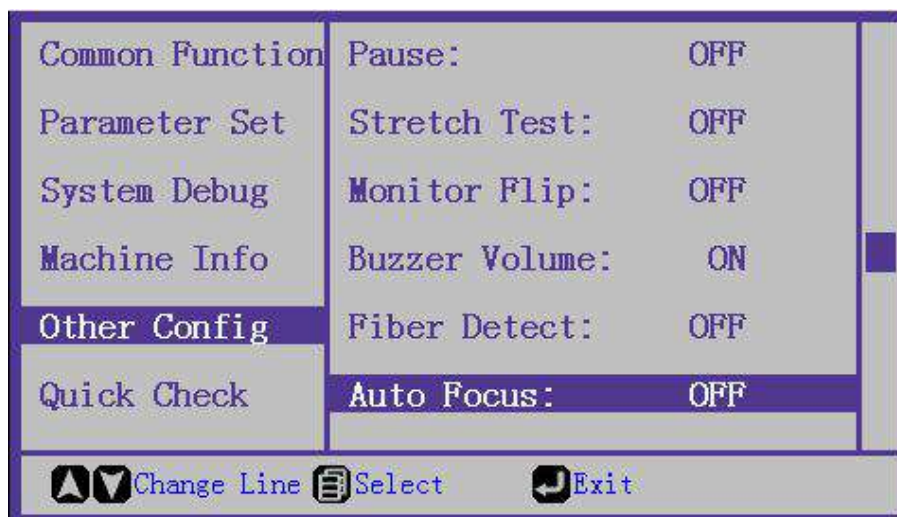 Common Function Pause: OFF
Parameter Set Stretch Test: OFF
System Debug Monitor Flip: OFF
Machine Info Buzzer Volume: ON
Other Config Fiber Detect: OFF
Quick Check Auto Focus: OFF
Change Line Select Exit